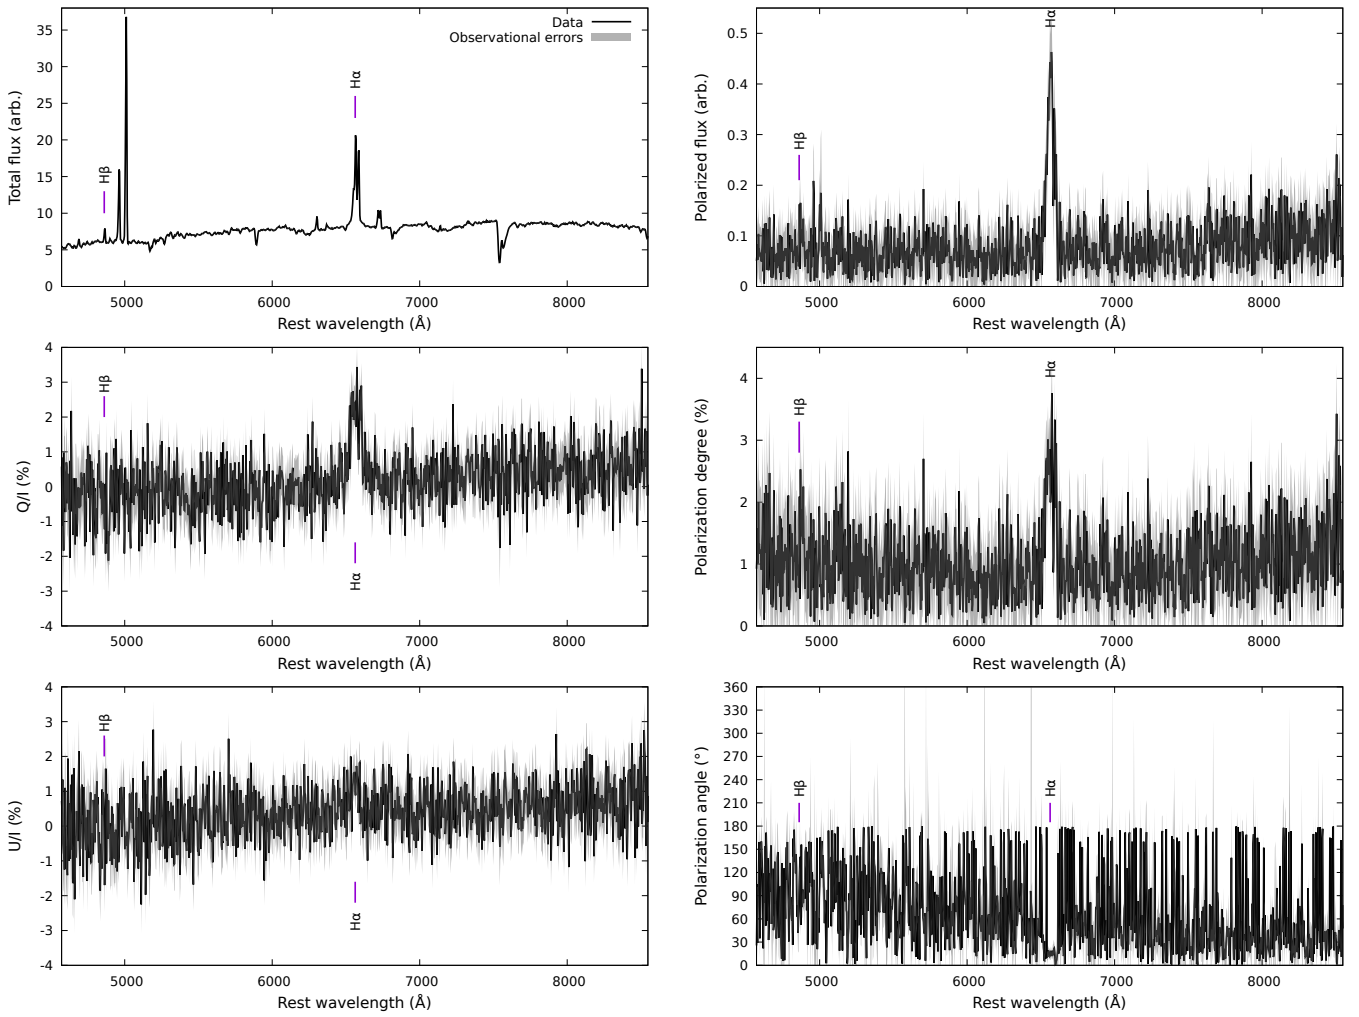 Total flux (arb.)
35
30
25
20
15
10
5
0
Data
Observational errors
Hβ
Hα
5000 6000 7000 8000
Rest wavelength (Å)
Polarized flux (arb.)
0.5
0.4
0.3
0.2
0.1
0
Hβ
Hα
5000 6000 7000 8000
Rest wavelength (Å)
Q/I (%)
4
3
2
1
0
-1
-2
-3
-4
Hβ
Hα
5000 6000 7000 8000
Rest wavelength (Å)
Polarization degree (%)
4
3
2
1
0
Hβ
Hα
5000 6000 7000 8000
Rest wavelength (Å)
U/I (%)
4
3
2
1
0
-1
-2
-3
-4
Hβ
Hα
5000 6000 7000 8000
Rest wavelength (Å)
Polarization angle (°)
360
330
300
270
240
210
180
150
120
90
60
30
0
Hβ
Hα
5000 6000 7000 8000
Rest wavelength (Å)